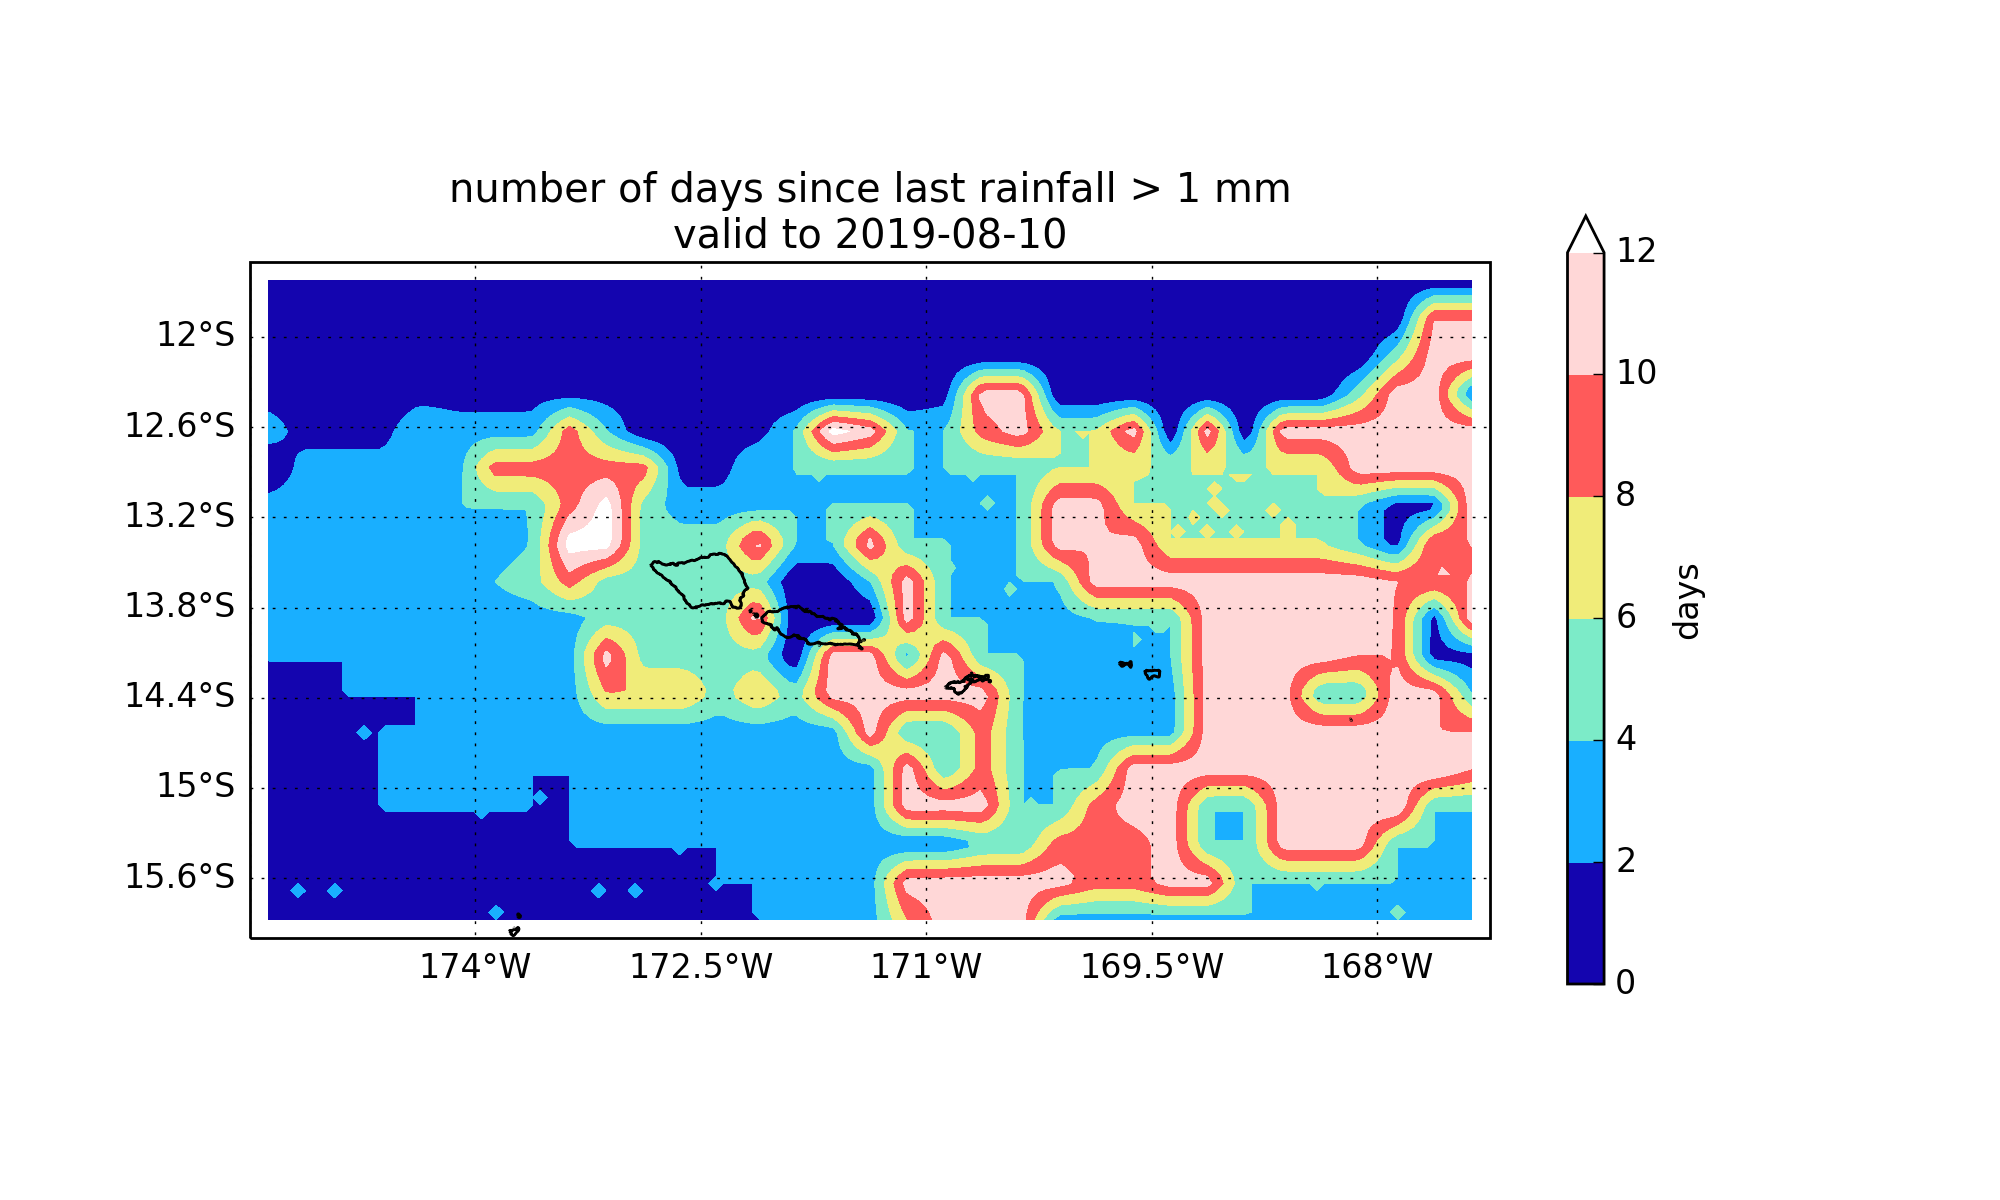 number of days since last rainfall > 1 mm
valid to 2019-08-10
12°S
12.6°S
13.2°S
13.8°S
14.4°S
15°S
15.6°S
174°W
172.5°W
171°W
169.5°W
168°W
12
10
8
6
4
2
0
days